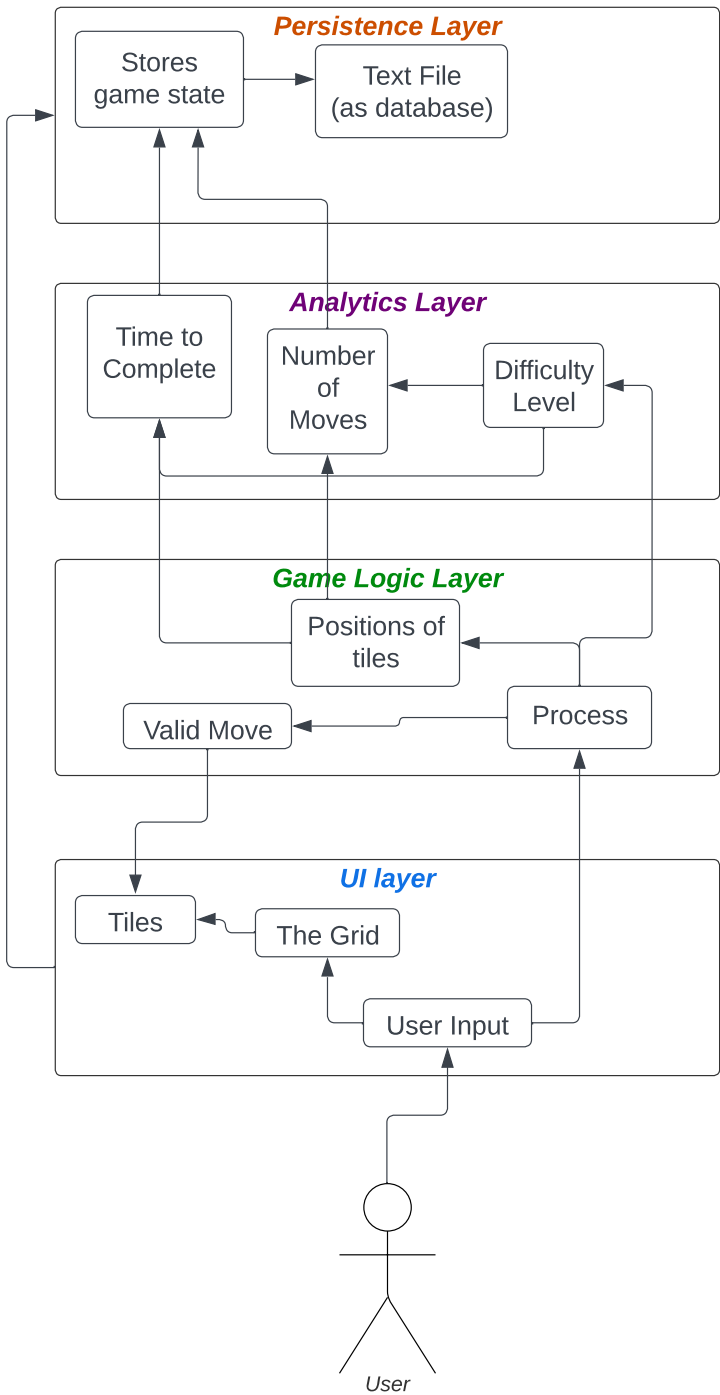 Persistence Layer
Stores
game state
Text File
(as database)
Analytics Layer
Time to
Complete
Number
of
Moves
Difficulty
Level
Game Logic Layer
Positions of
tiles
Valid Move
Process
UI layer
Tiles
The Grid
User Input
User